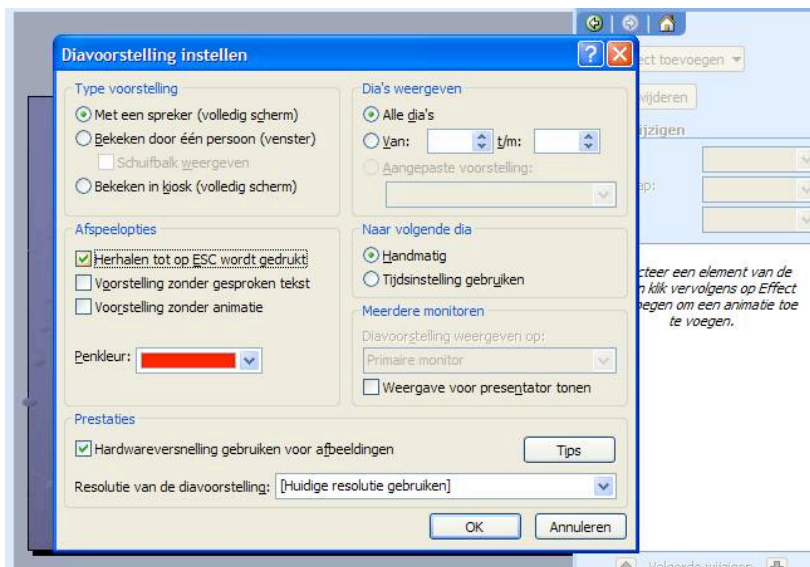 Diavoorstelling instellen
Type voorstelling
Met een spreker (volledig scherm)
Bekeken door één persoon (venster)
Schuifbalk weergeven
Bekeken in kiosk (volledig scherm)
Dia's weergeven
Alle dia's
Van: t/m:
Aangepaste voorstelling:
Afspeelopties
Herhalen tot op ESC wordt gedrukt
Voorstelling zonder gesproken tekst
Voorstelling zonder animatie
Penkleur:
Naar volgende dia
Handmatig
Tijdsinstelling gebruiken
Meerdere monitoren
Diavoorstelling weergeven op:
Primaire monitor
Weergave voor presentator tonen
Prestaties
Hardwareversnelling gebruiken voor afbeeldingen
Tips
Resolutie van de diavoorstelling: [Huidige resolutie gebruiken]
OK Annuleren
ect toevoegen
wijderen
ijzigen
ap:
cteer een element van de
n klik vervolgens op Effect
oegen om een animatie toe
te voegen.